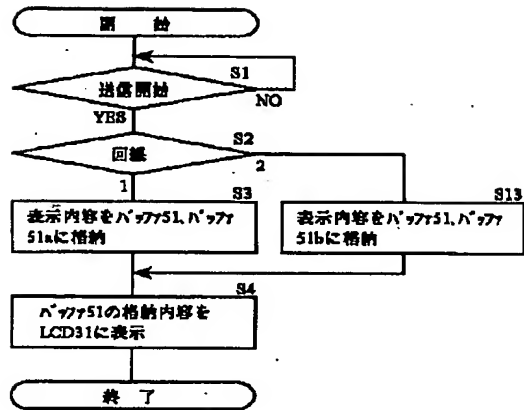 開 始
S1
送信開始
NO
YES
S2
回線
2
1
S3
表示内容をバッファ51、バッファ
51aに格納
S13
表示内容をバッファ51、バッファ
51bに格納
S4
バッファ51の格納内容を
LCD31に表示
終 了